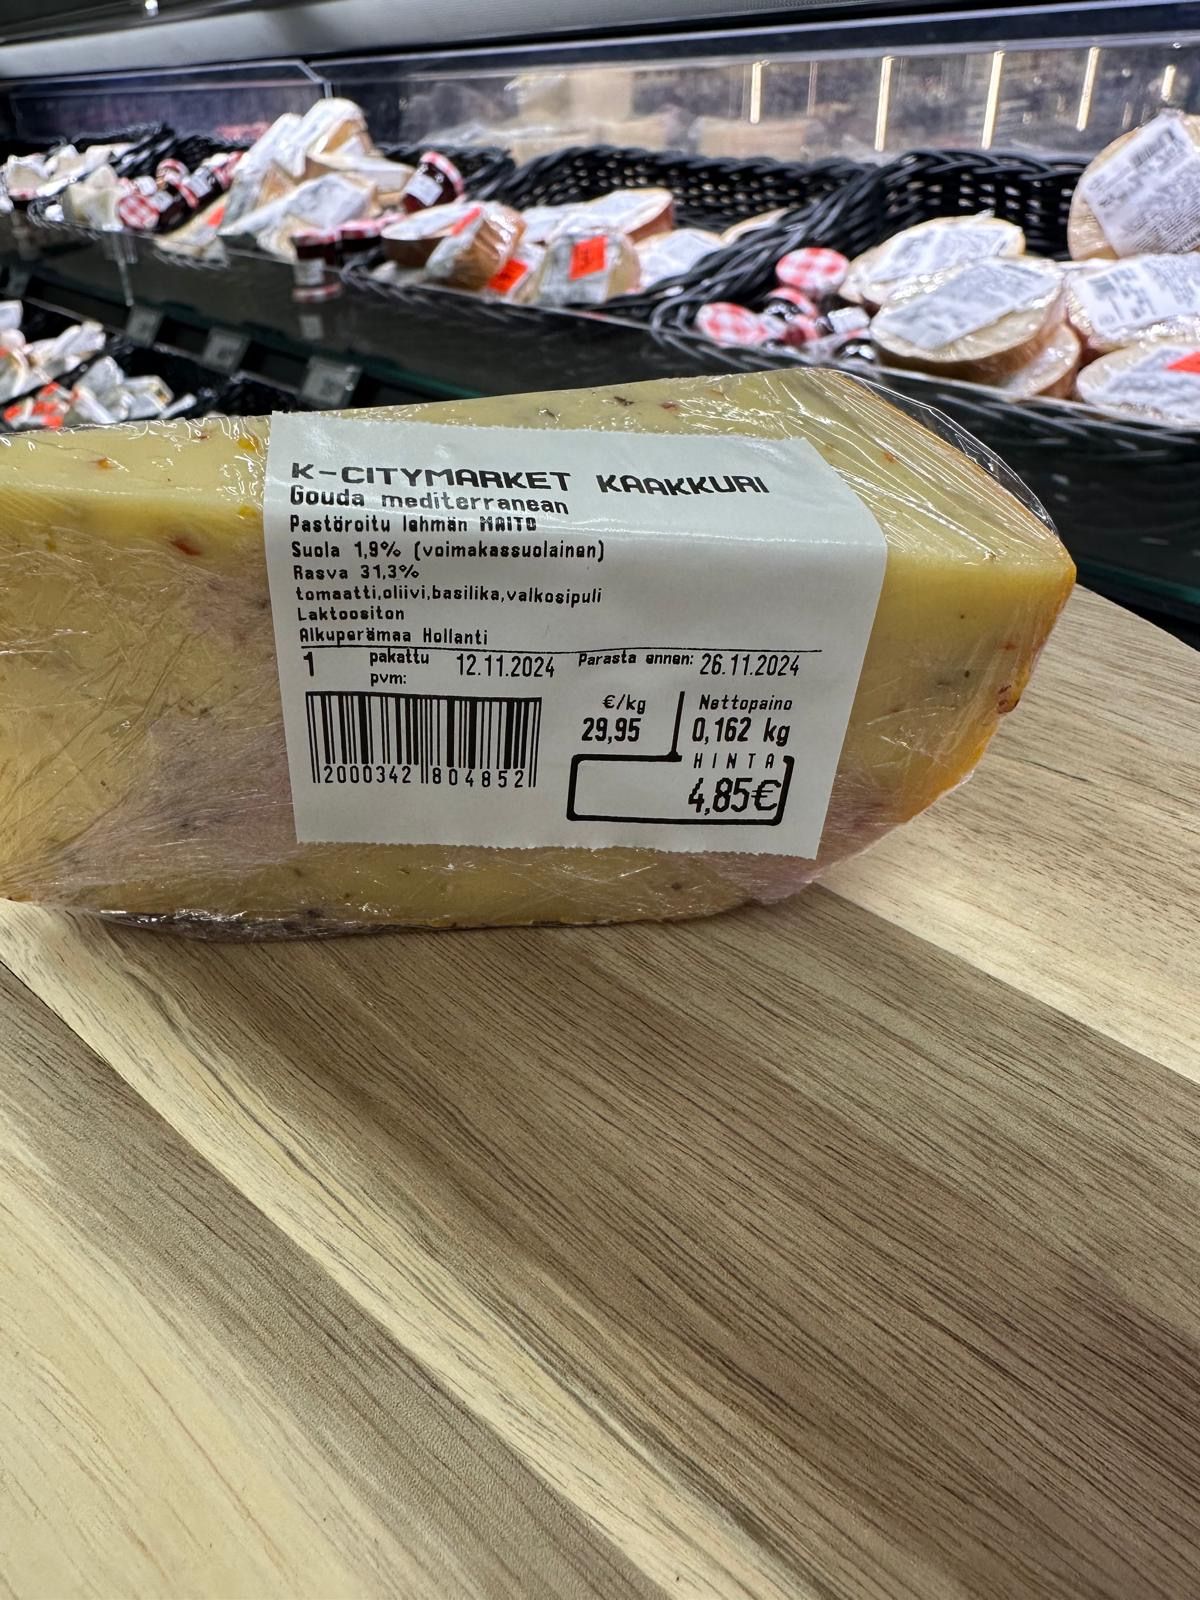 K-CITYMARKET KAAKKURI
Gouda mediterranean
Pastöroitu lehmän MAITO
Suola 1,9% (voimakassuolainen)
Rasva 31,3%
tomaatti,oliivi,basilika,valkosipuli
Laktoositon
Alkuperämaa Hollanti
1 pakattu pvm: 12.11.2024 Parasta ennen: 26.11.2024
€/kg Nettopaino
29,95 0,162 kg
HINTA
4,85€
2000342 804852